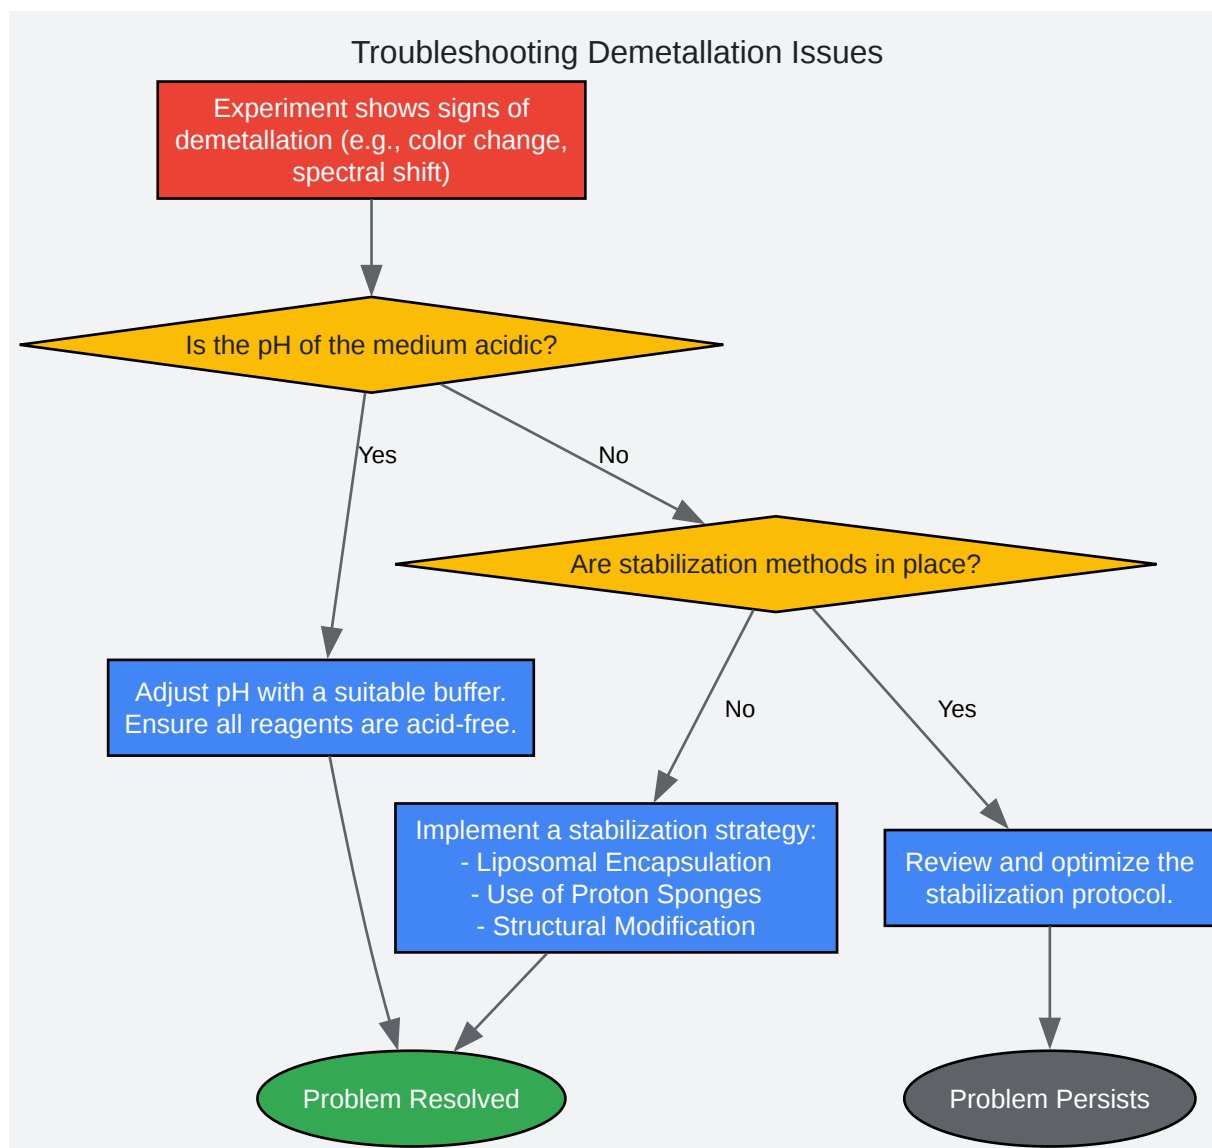 Troubleshooting Demetallation Issues
Experiment shows signs of
demetallation (e.g., color change,
spectral shift)
Is the pH of the medium acidic?
Yes
No
Are stabilization methods in place?
Adjust pH with a suitable buffer.
Ensure all reagents are acid-free.
No
Yes
Implement a stabilization strategy:
- Liposomal Encapsulation
- Use of Proton Sponges
- Structural Modification
Review and optimize the
stabilization protocol.
Problem Resolved
Problem Persists